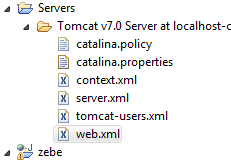 Servers
Tomcat v7.0 Server at localhost-c
catalina.policy
catalina.properties
context.xml
server.xml
tomcat-users.xml
web.xml
zebe